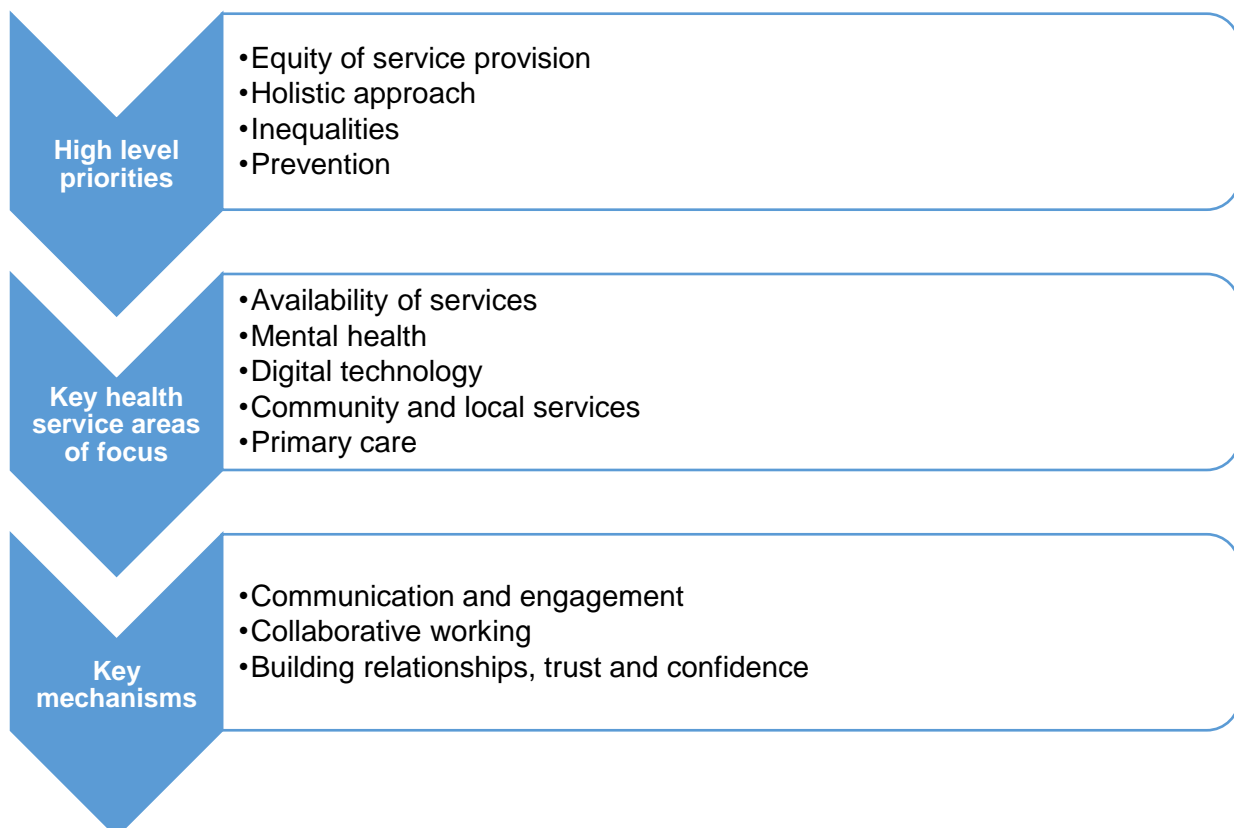 High level
priorities
•Equity of service provision
•Holistic approach
•Inequalities
•Prevention
Key health
service areas
of focus
•Availability of services
•Mental health
•Digital technology
•Community and local services
•Primary care
Key
mechanisms
•Communication and engagement
•Collaborative working
•Building relationships, trust and confidence